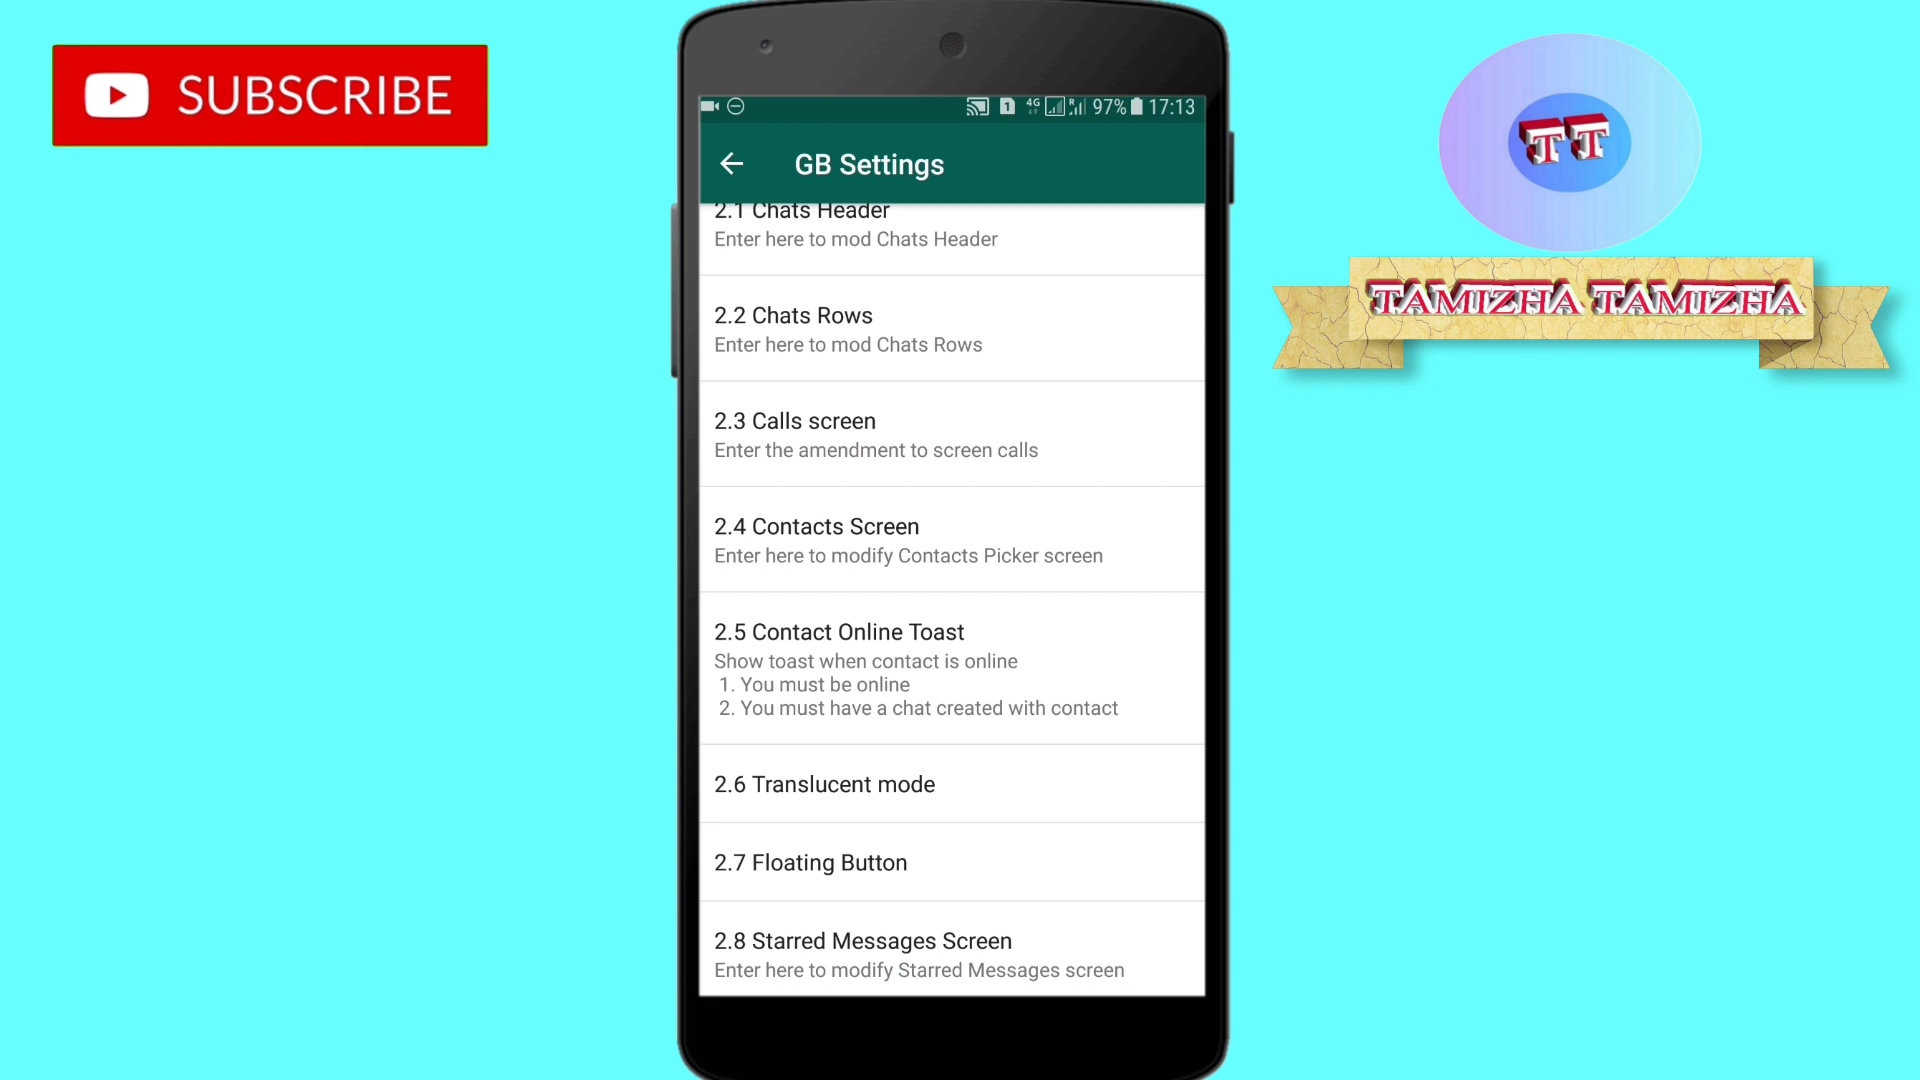 SUBSCRIBE
1 4G R 97% 17:13
GB Settings
2.1 Chats Header
Enter here to mod Chats Header
2.2 Chats Rows
Enter here to mod Chats Rows
2.3 Calls screen
Enter the amendment to screen calls
2.4 Contacts Screen
Enter here to modify Contacts Picker screen
2.5 Contact Online Toast
Show toast when contact is online
1. You must be online
2. You must have a chat created with contact
2.6 Translucent mode
2.7 Floating Button
2.8 Starred Messages Screen
Enter here to modify Starred Messages screen
TT
TAMIZHA TAMIZHA